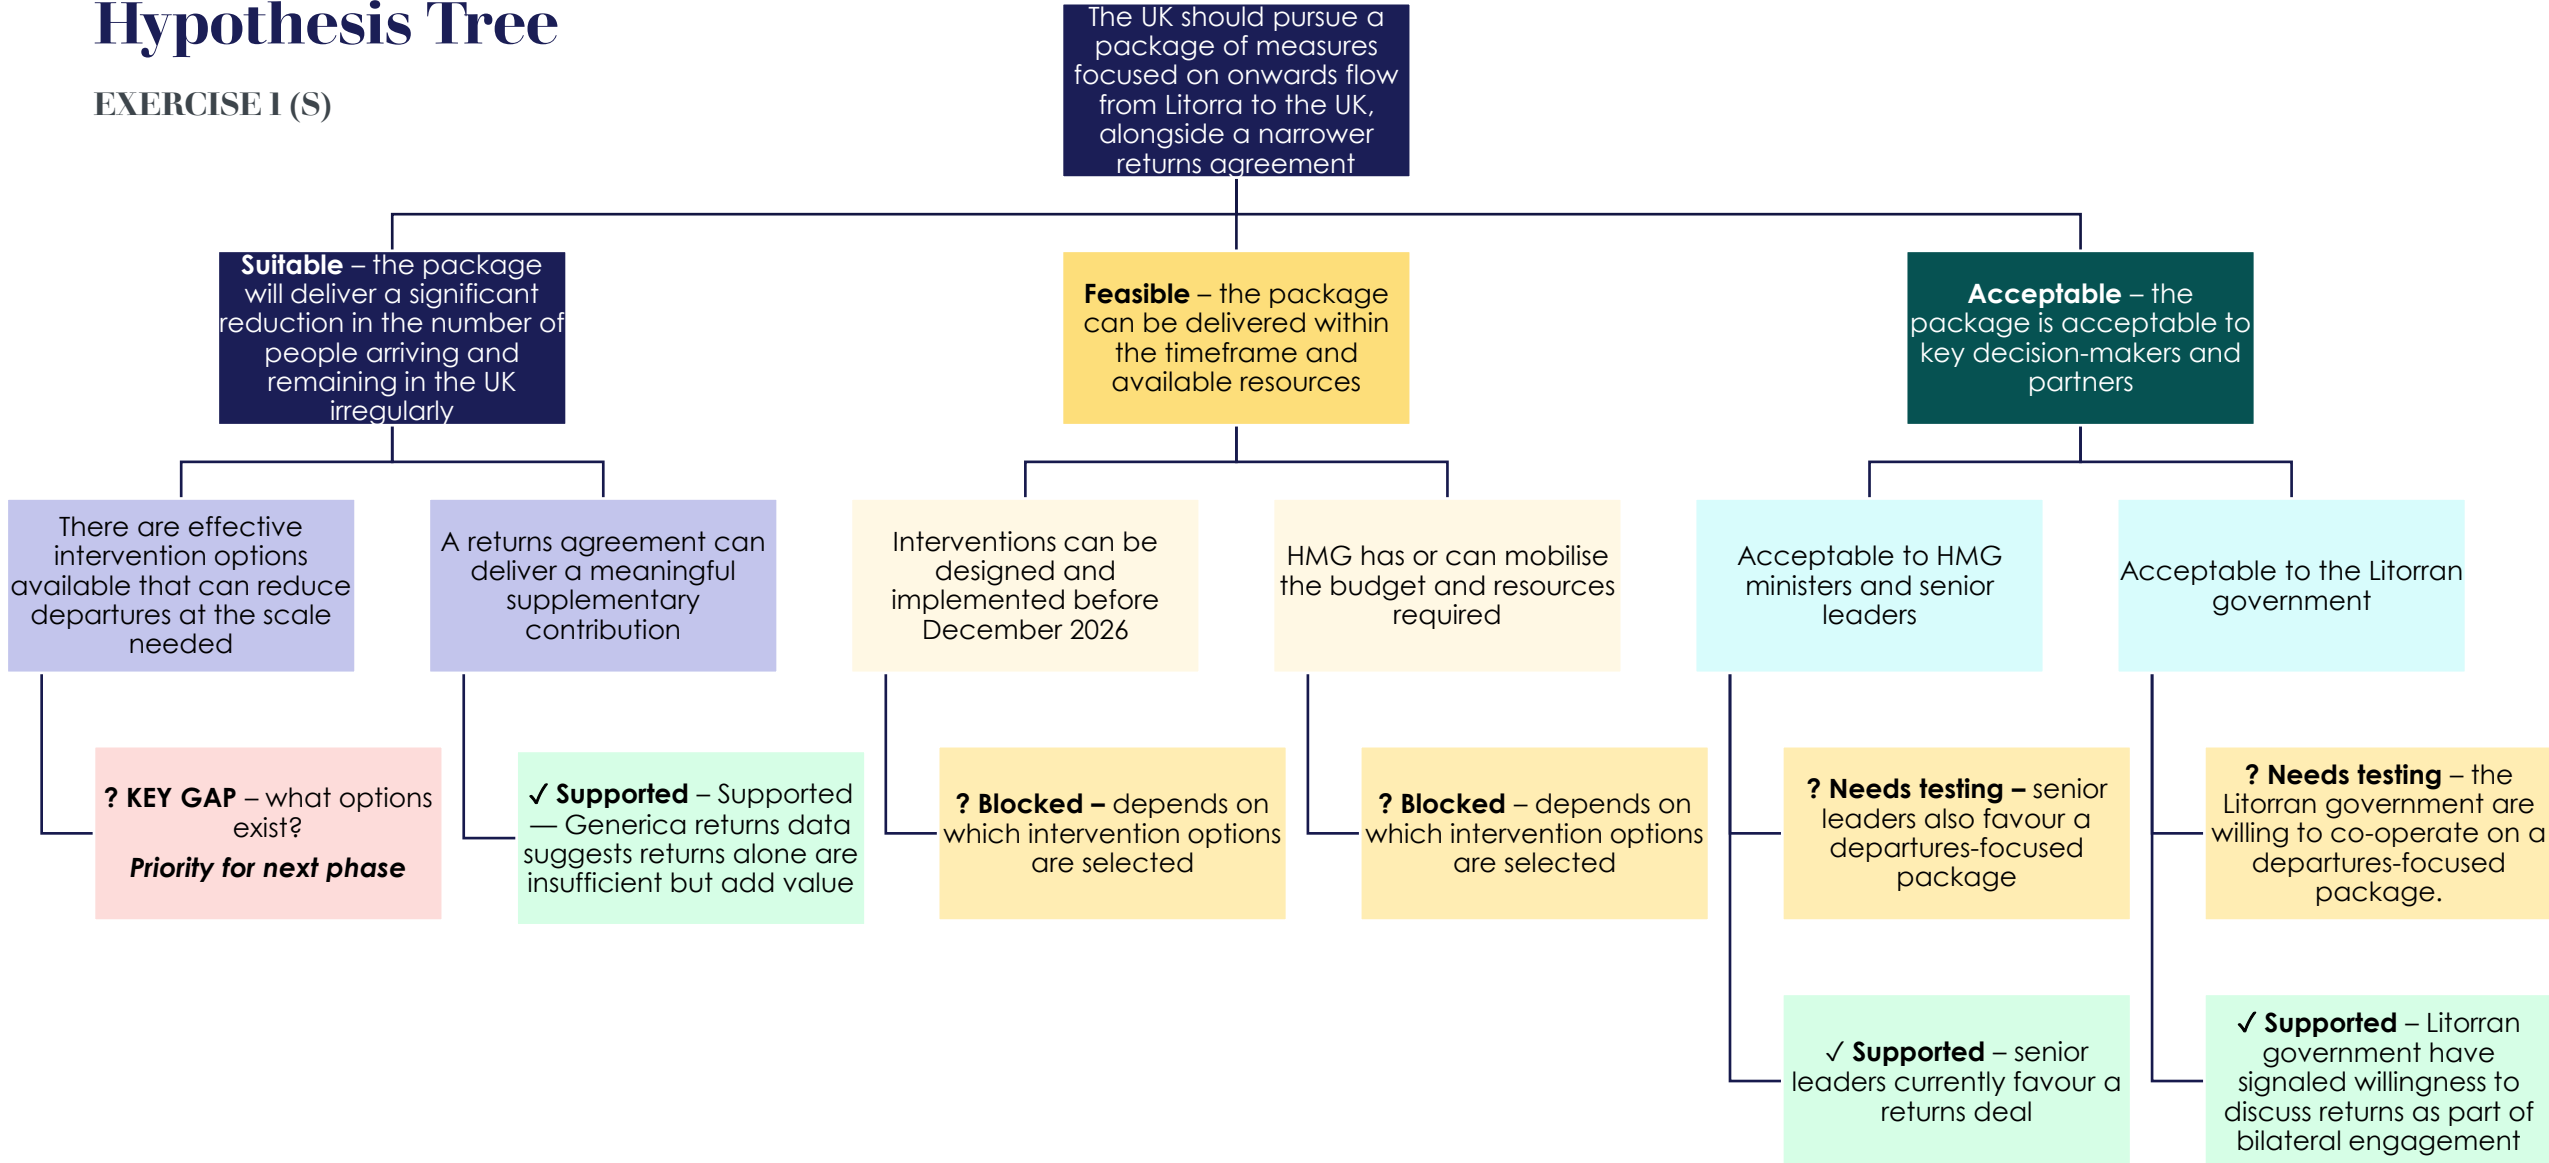 Hypothesis Tree
EXERCISE 1 (S)
The UK should pursue a
package of measures
focused on onwards flow
from Litorra to the UK,
alongside a narrower
returns agreement
Suitable – the package
will deliver a significant
reduction in the number of
people arriving and
remaining in the UK
irregularly
Feasible – the package
can be delivered within
the timeframe and
available resources
Acceptable – the
package is acceptable to
key decision-makers and
partners
There are effective
intervention options
available that can reduce
departures at the scale
needed
A returns agreement can
deliver a meaningful
supplementary
contribution
Interventions can be
designed and
implemented before
December 2026
HMG has or can mobilise
the budget and resources
required
Acceptable to HMG
ministers and senior
leaders
Acceptable to the Litorran
government
? KEY GAP – what options
exist?
Priority for next phase
✓ Supported – Supported
— Generica returns data
suggests returns alone are
insufficient but add value
? Blocked – depends on
which intervention options
are selected
? Blocked – depends on
which intervention options
are selected
? Needs testing – senior
leaders also favour a
departures-focused
package
? Needs testing – the
Litorran government are
willing to co-operate on a
departures-focused
package.
✓ Supported – senior
leaders currently favour a
returns deal
✓ Supported – Litorran
government have
signaled willingness to
discuss returns as part of
bilateral engagement